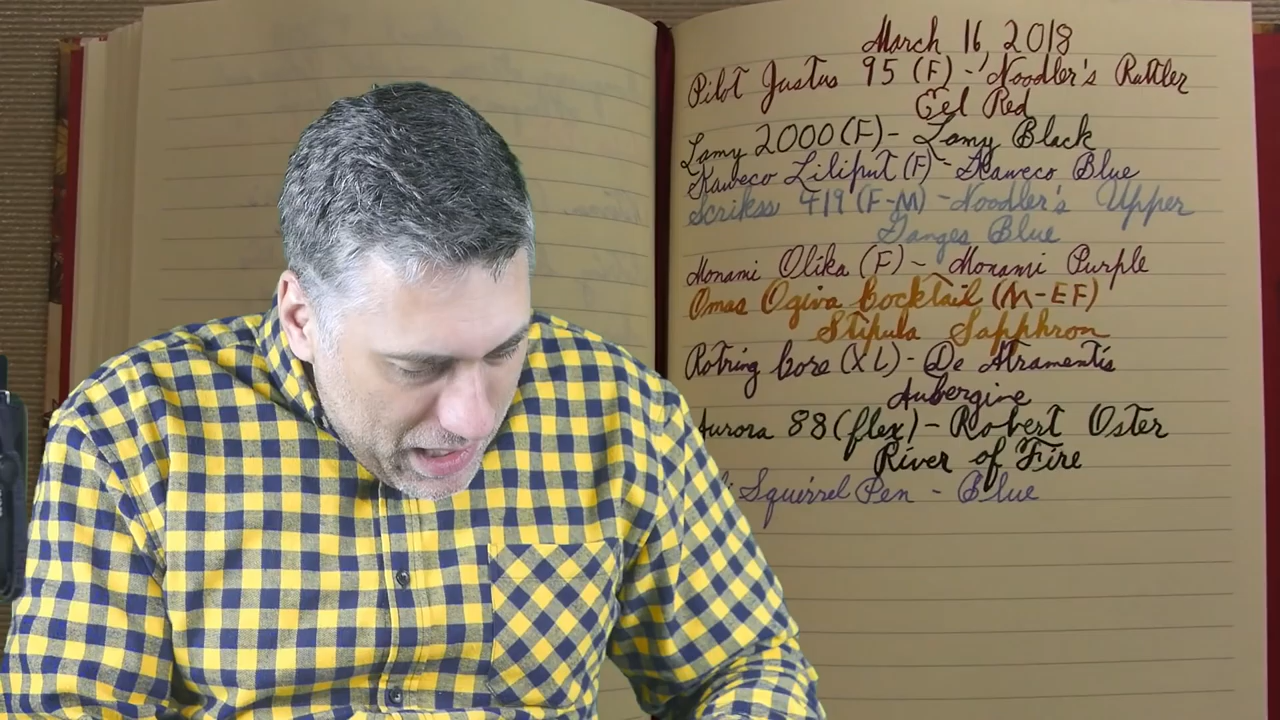 March 16, 2018
Pilot Justus 95 (F) - Noodler's Rattler
Eel Red
Lamy 2000 (F) - Lamy Black
Kaweco Liliput (F) - Kaweco Blue
Scrikss 419 (F-M) - Noodler's Upper
Ganges Blue
Monami Olika (F) - Monami Purple
Omas Ogiva Cocktail (M-EF)
Stipula Sapphron
Rotring Core (XL) - De Atramentis
Aubergine
Aurora 88 (flex) - Robert Oster
River of Fire
Squirrel Pen - Blue